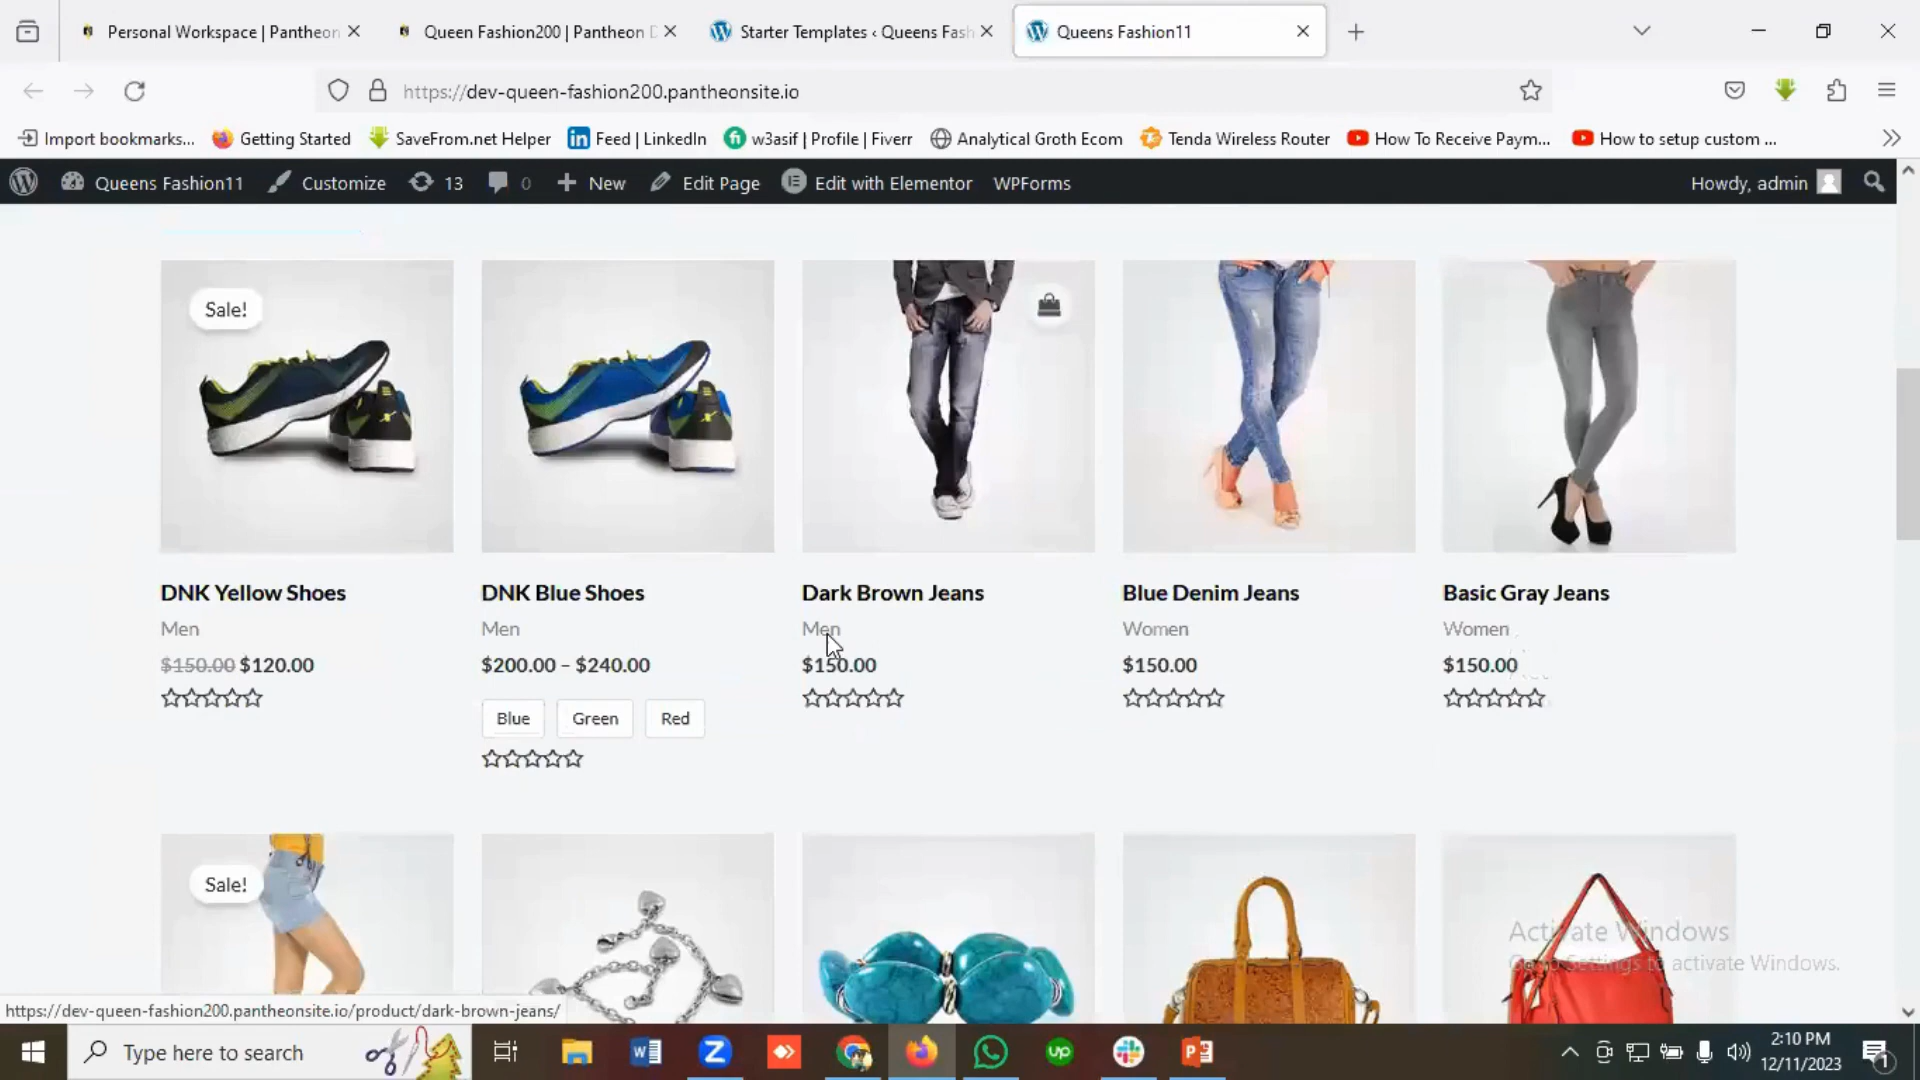 Personal Workspace | Pantheon
Queen Fashion200 | Pantheon D
Starter Templates ‹ Queens Fash
Queens Fashion11
https://dev-queen-fashion200.pantheonsite.io
Import bookmarks...
Getting Started
SaveFrom.net Helper
Feed | LinkedIn
w3asif | Profile | Fiverr
Analytical Groth Ecom
Tenda Wireless Router
How To Receive Paym...
How to setup custom ...
Queens Fashion11
Customize
13
0
New
Edit Page
Edit with Elementor
WPForms
Howdy, admin
Sale!
DNK Yellow Shoes
Men
$150.00 $120.00
DNK Blue Shoes
Men
$200.00 – $240.00
Blue
Green
Red
Dark Brown Jeans
Men
$150.00
Blue Denim Jeans
Women
$150.00
Basic Gray Jeans
Women
$150.00
Sale!
Activate Windows
Go to Settings to activate Windows.
https://dev-queen-fashion200.pantheonsite.io/product/dark-brown-jeans/
Type here to search
2:10 PM
12/11/2023
1